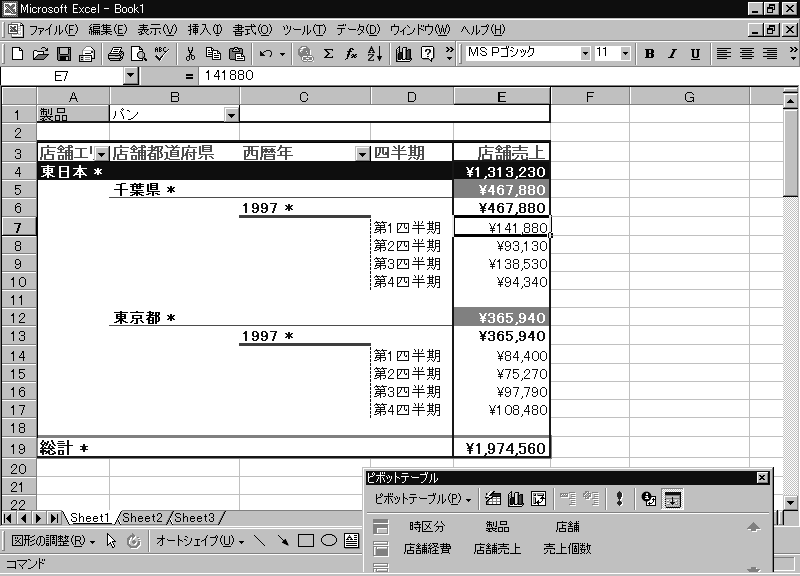 Microsoft Excel - Book1
ファイル(F) 編集(E) 表示(V) 挿入(I) 書式(O) ツール(T) データ(D) ウィンドウ(W) ヘルプ(H)
MS Pゴシック 11 B I U
E7 = 141880
A B C D E F G
1 製品 パン
2
3 店舗エリ 店舗都道府県 西暦年 四半期 店舗売上
4 東日本 * ¥1,313,230
5 千葉県 * ¥467,880
6 1997 * ¥467,880
7 第1四半期 ¥141,880
8 第2四半期 ¥93,130
9 第3四半期 ¥138,530
10 第4四半期 ¥94,340
11
12 東京都 * ¥365,940
13 1997 * ¥365,940
14 第1四半期 ¥84,400
15 第2四半期 ¥75,270
16 第3四半期 ¥97,790
17 第4四半期 ¥108,480
18
19 総計 * ¥1,974,560
20
21
22
ピボットテーブル
ピボットテーブル(P)
時区分 製品 店舗
店舗経費 店舗売上 売上個数
Sheet1 Sheet2 Sheet3
図形の調整(R) オートシェイプ(U)
コマンド